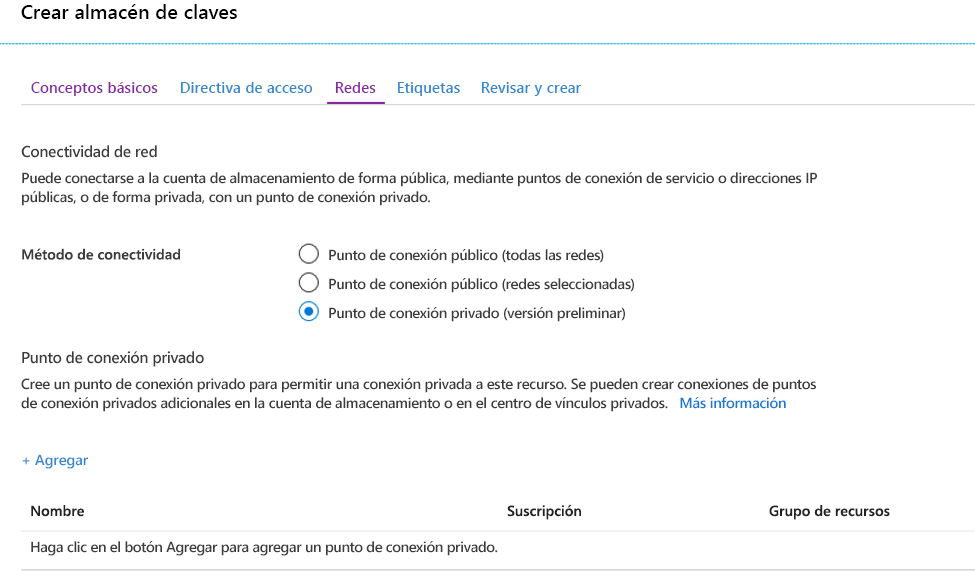 Crear almacén de claves
Conceptos básicos Directiva de acceso Redes Etiquetas Revisar y crear
Conectividad de red
Puede conectarse a la cuenta de almacenamiento de forma pública, mediante puntos de conexión de servicio o direcciones IP
públicas, o de forma privada, con un punto de conexión privado.
Método de conectividad
Punto de conexión público (todas las redes)
Punto de conexión público (redes seleccionadas)
Punto de conexión privado (versión preliminar)
Punto de conexión privado
Cree un punto de conexión privado para permitir una conexión privada a este recurso. Se pueden crear conexiones de puntos
de conexión privados adicionales en la cuenta de almacenamiento o en el centro de vínculos privados. Más información
+ Agregar
Nombre Suscripción Grupo de recursos
Haga clic en el botón Agregar para agregar un punto de conexión privado.